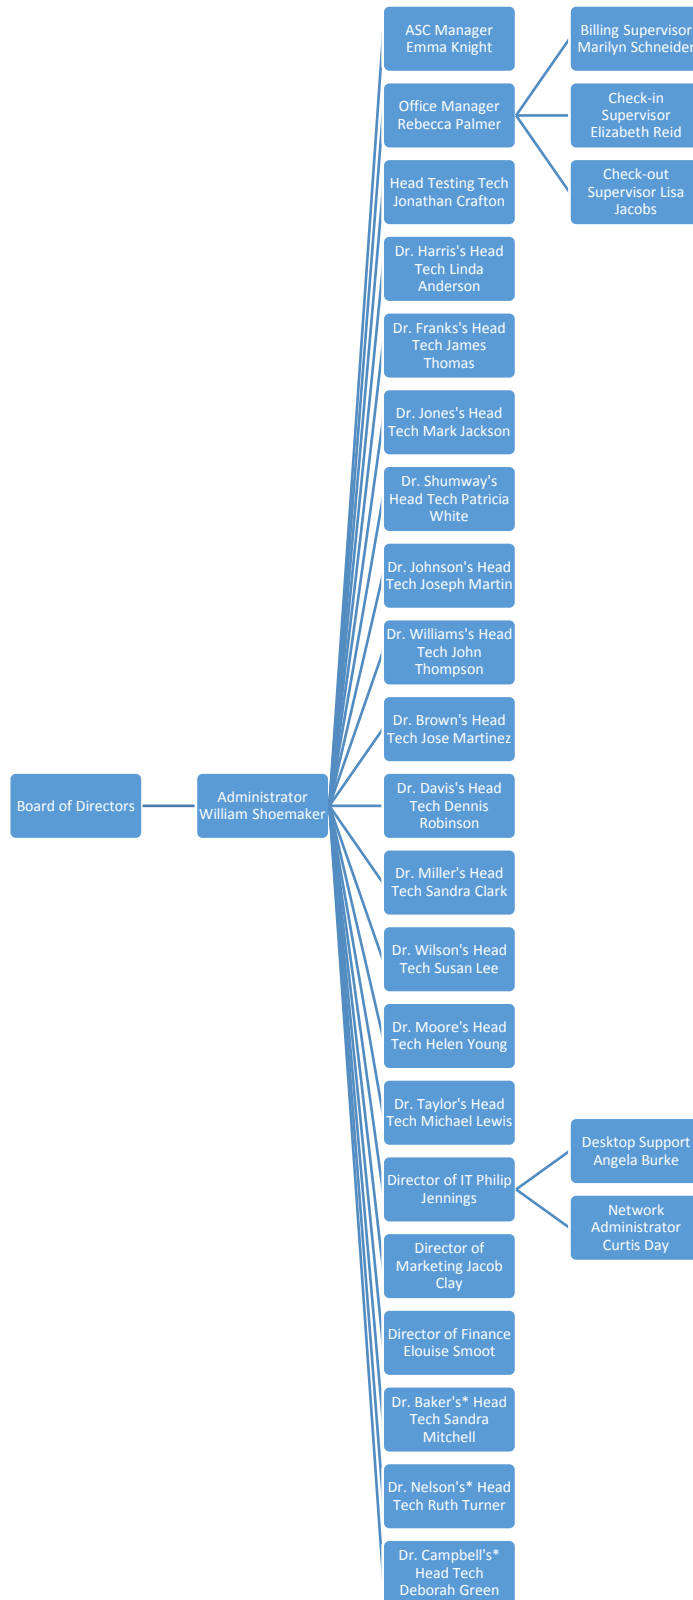 ASC Manager
Emma Knight
Billing Supervisor
Marilyn Schneider
Office Manager
Rebecca Palmer
Check-in
Supervisor
Elizabeth Reid
Head Testing Tech
Jonathan Crafton
Check-out
Supervisor Lisa
Jacobs
Dr. Harris's Head
Tech Linda
Anderson
Dr. Franks's Head
Tech James
Thomas
Dr. Jones's Head
Tech Mark Jackson
Dr. Shumway's
Head Tech Patricia
White
Dr. Johnson's Head
Tech Joseph Martin
Dr. Williams's Head
Tech John
Thompson
Dr. Brown's Head
Tech Jose Martinez
Board of Directors
Administrator
William Shoemaker
Dr. Davis's Head
Tech Dennis
Robinson
Dr. Miller's Head
Tech Sandra Clark
Dr. Wilson's Head
Tech Susan Lee
Dr. Moore's Head
Tech Helen Young
Dr. Taylor's Head
Tech Michael Lewis
Desktop Support
Angela Burke
Director of IT Philip
Jennings
Network
Administrator
Curtis Day
Director of
Marketing Jacob
Clay
Director of Finance
Elouise Smoot
Dr. Baker's* Head
Tech Sandra
Mitchell
Dr. Nelson's* Head
Tech Ruth Turner
Dr. Campbell's*
Head Tech
Deborah Green